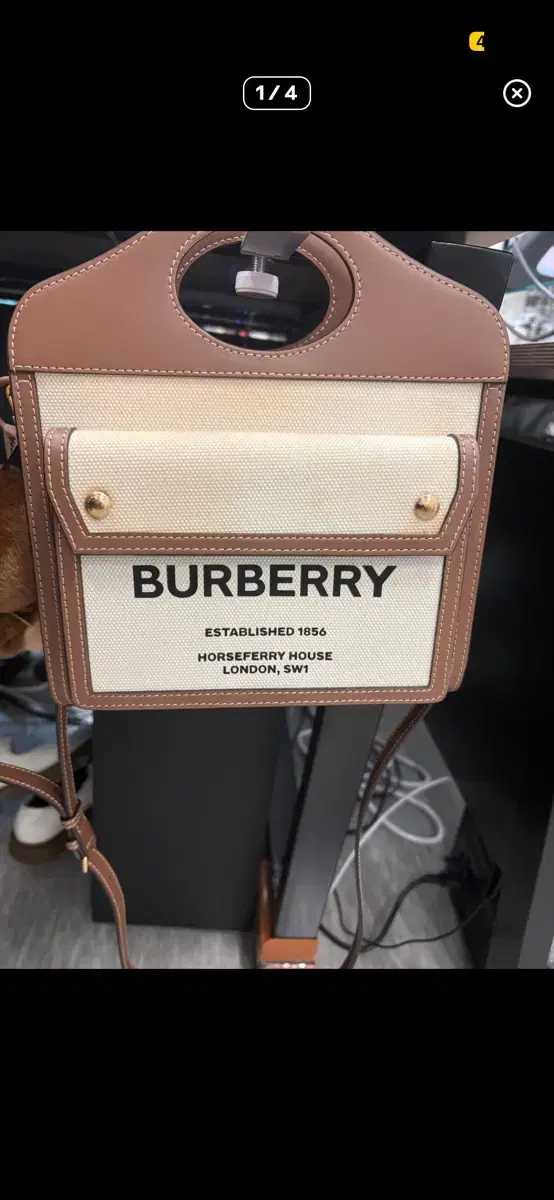 1/4
BURBERRY
ESTABLISHED 1856
HORSEFERRY HOUSE
LONDON, SW1